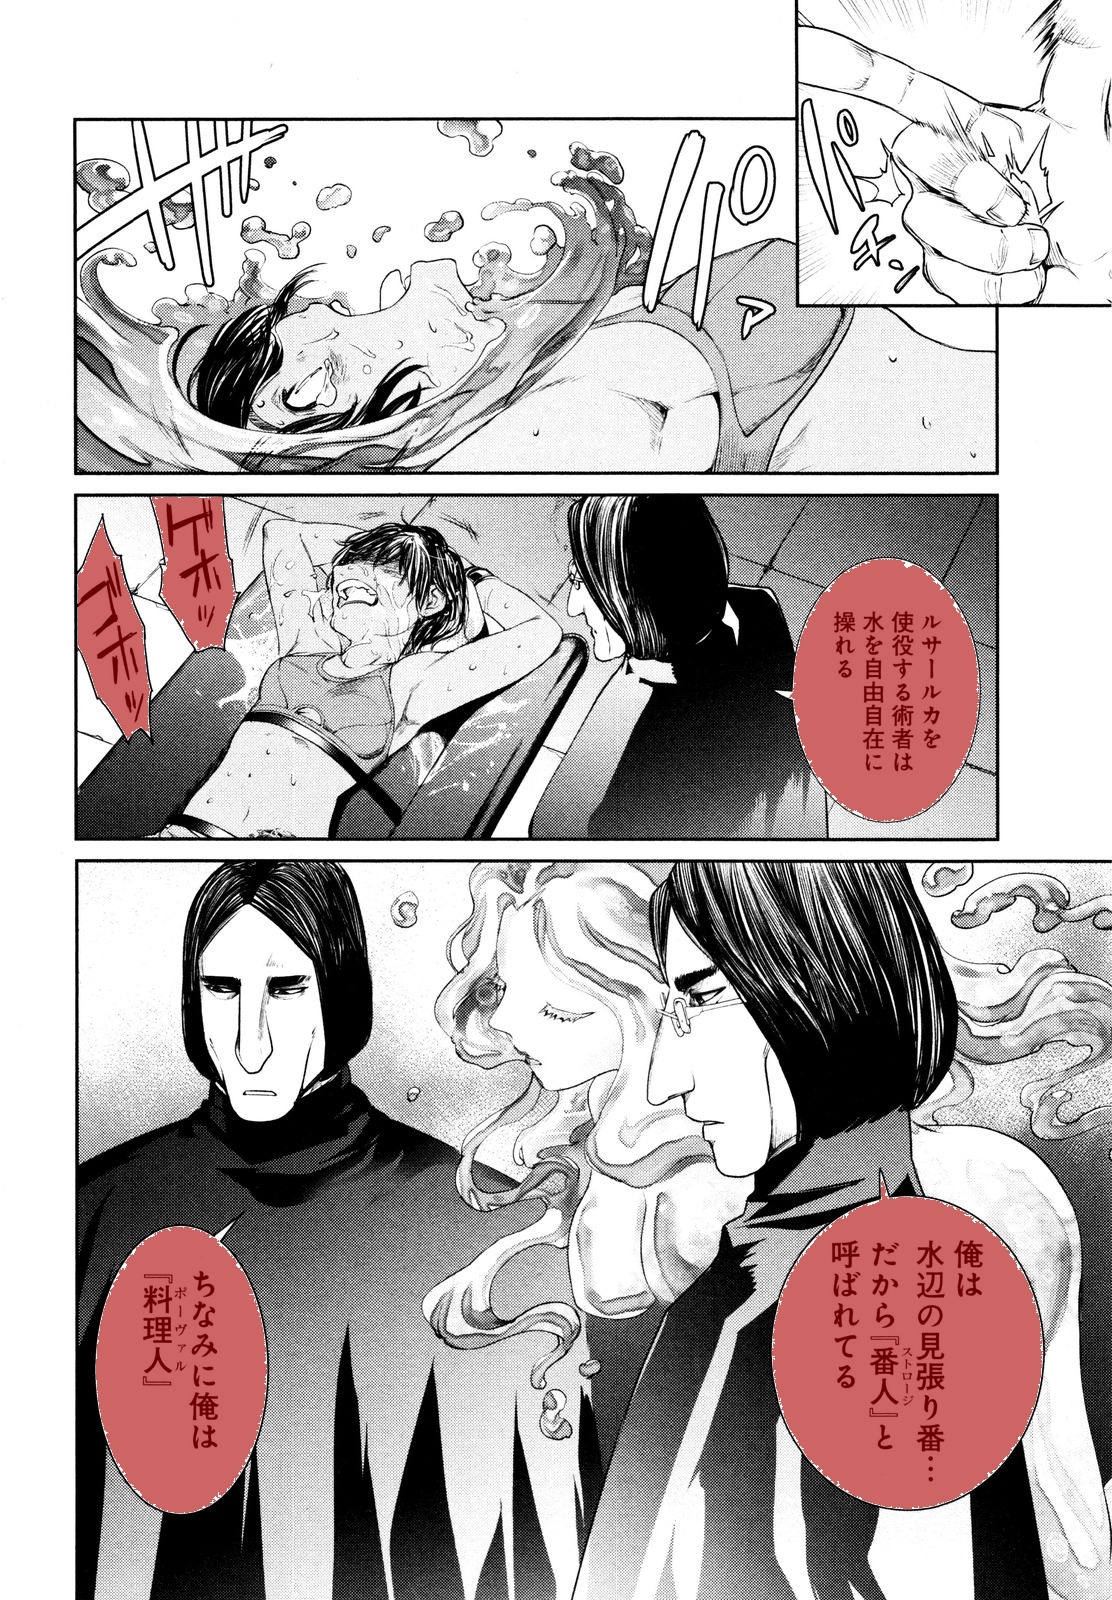 パチンッ
パァ
ルサールカを
使役する術者は
水を自由自在に
操れる
ゲホッ
ゲホッ
俺は
水辺の見張り番…
だから『番人』と
ストロージ
呼ばれてる
ちなみに俺は
『料理人』
ポーヴァル